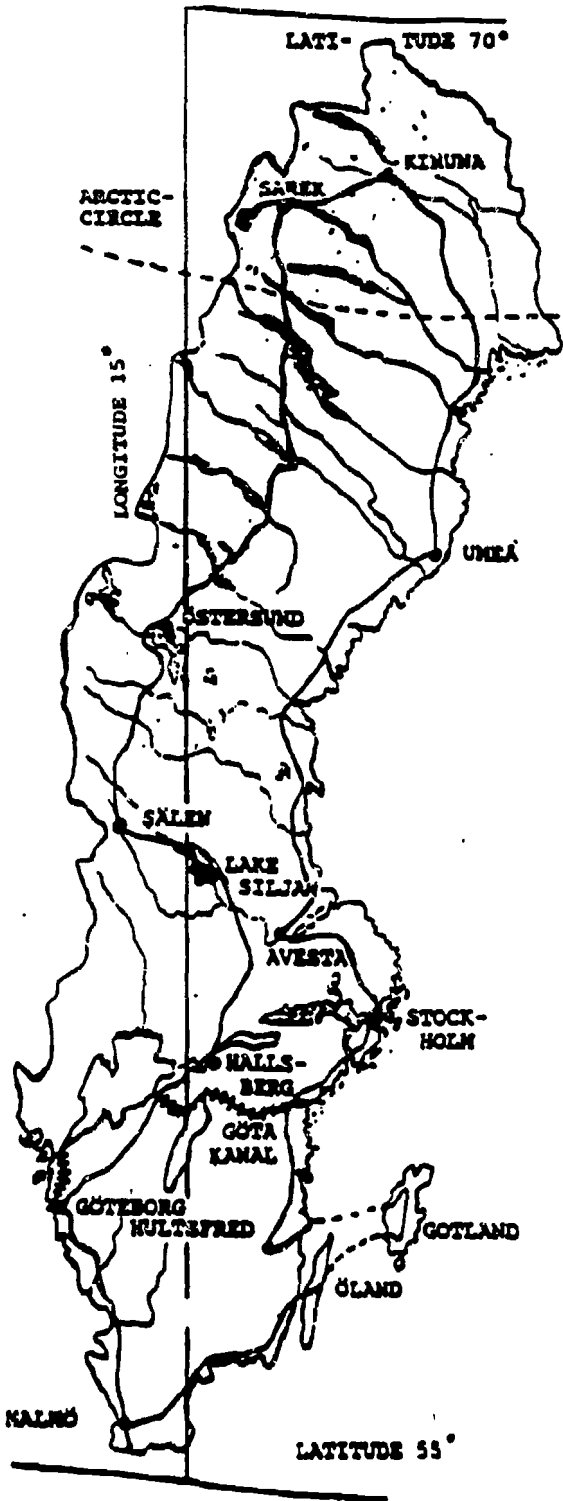 LATI- TUDE 70°
KIRUNA
SAREK
ARCTIC-
CIRCLE
LONGITUDE 15°
UMEÅ
ÖSTERSUND
SÄLEN
LAKE
SILJAN
AVESTA
STOCK-
HOLM
HALLS-
BERG
GÖTA
KANAL
GÖTEBORG
HULTSFRED
GOTLAND
ÖLAND
MALMÖ
LATITUDE 55°